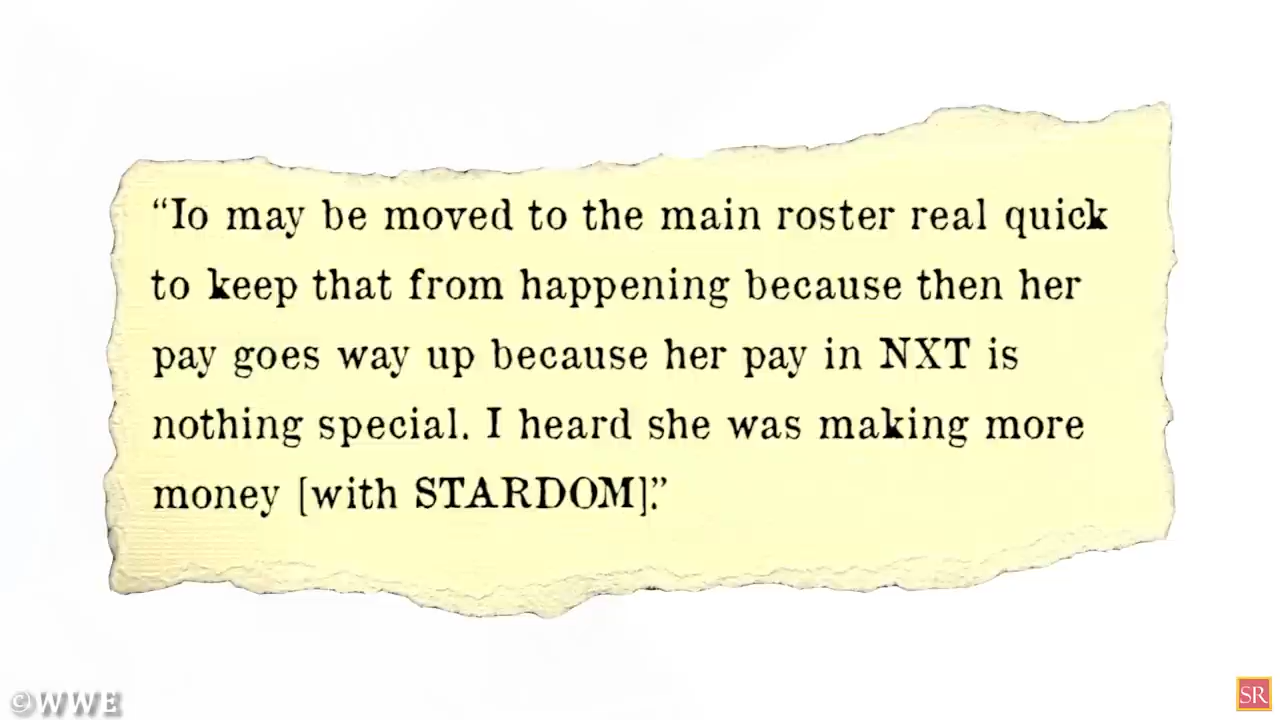 “Io may be moved to the main roster real quick
to keep that from happening because then her
pay goes way up because her pay in NXT is
nothing special. I heard she was making more
money [with STARDOM].”
©WWE
SR